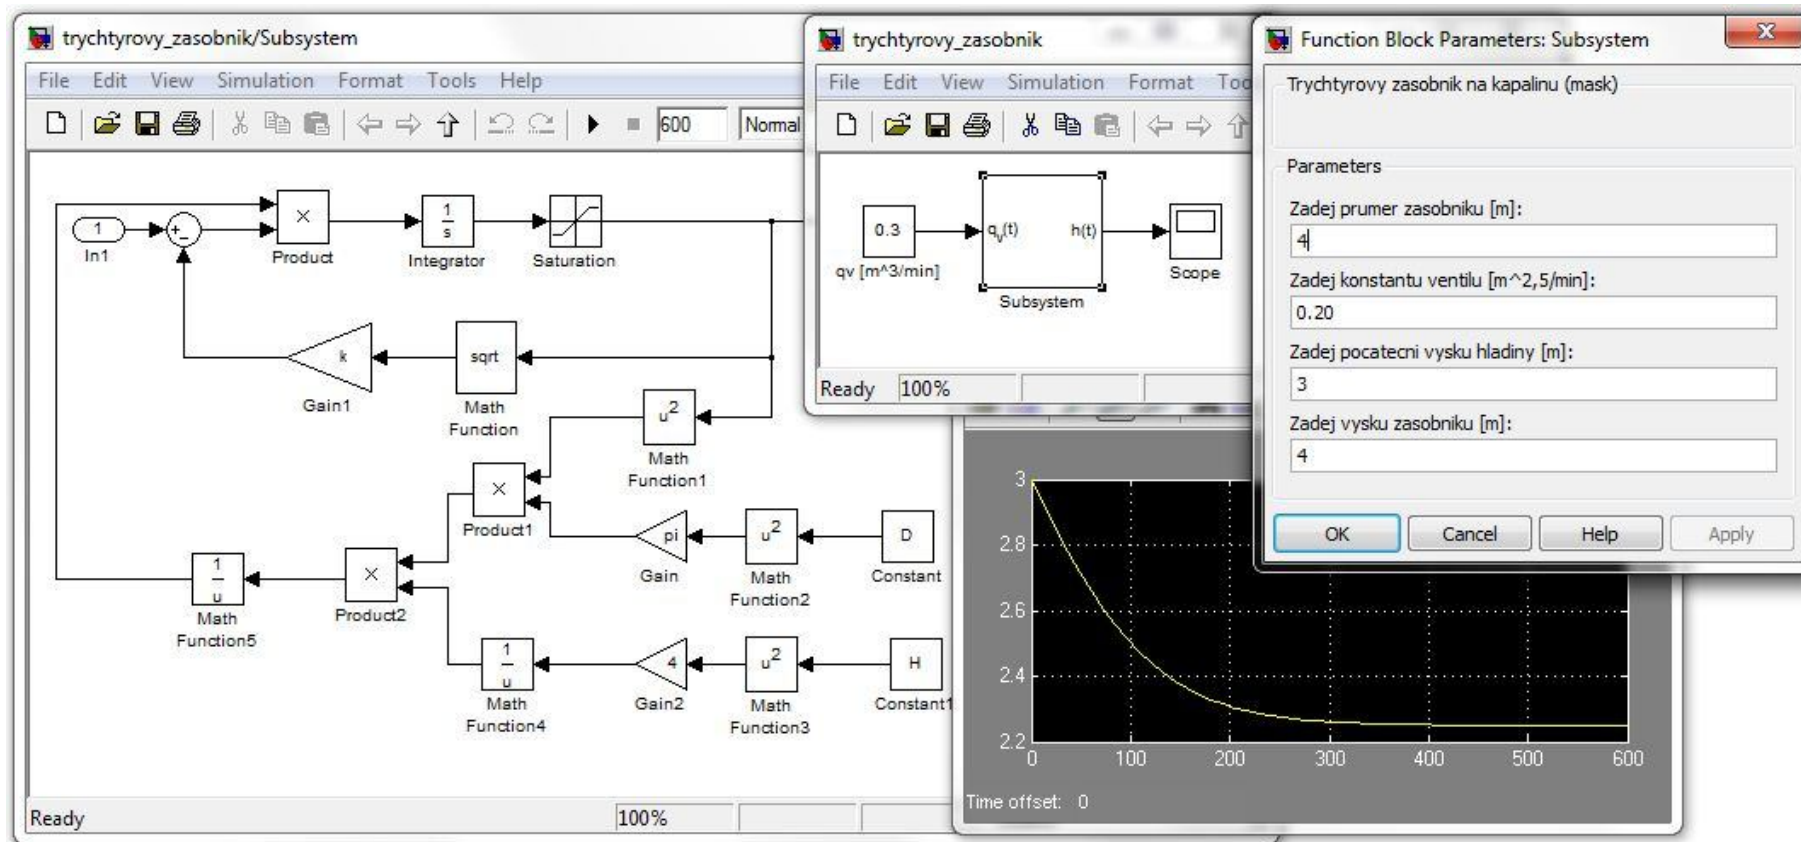 trychtyrovy_zasobnik/Subsystem
File Edit View Simulation Format Tools Help
600 Normal
1
In1
+
-
×
Product
1
s
Integrator
Saturation
k
Gain1
sqrt
Math
Function
u²
Math
Function1
×
Product1
pi
Gain
u²
Math
Function2
D
Constant
1
u
Math
Function5
×
Product2
1
u
Math
Function4
4
Gain2
u²
Math
Function3
H
Constant1
Ready 100%
trychtyrovy_zasobnik
File Edit View Simulation Format Too
0.3
qv [m^3/min]
qv(t) h(t)
Subsystem
Scope
Ready 100%
3
2.8
2.6
2.4
2.2
0 100 200 300 400 500 600
Time offset: 0
Function Block Parameters: Subsystem
X
Trychtyrovy zasobnik na kapalinu (mask)
Parameters
Zadej prumer zasobniku [m]:
4
Zadej konstantu ventilu [m^2,5/min]:
0.20
Zadej pocatecni vysku hladiny [m]:
3
Zadej vysku zasobniku [m]:
4
OK Cancel Help Apply